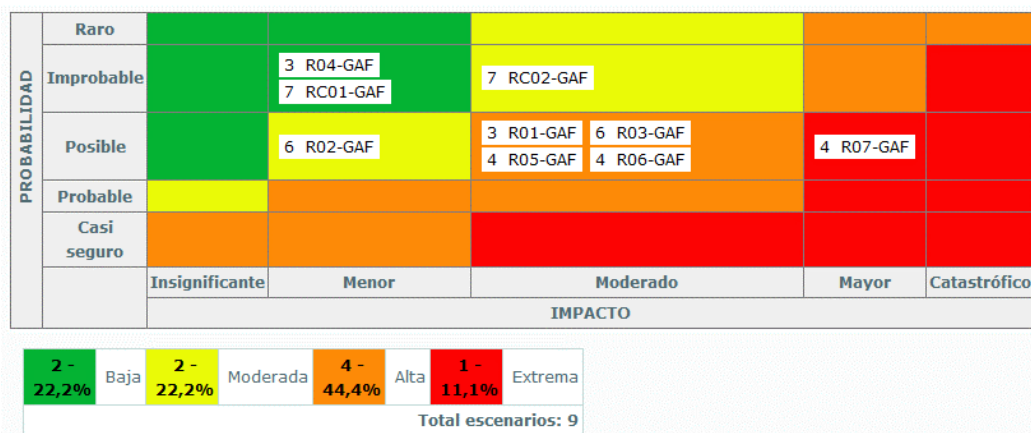 PROBABILIDAD
Raro
Improbable
3 R04-GAF
7 RC01-GAF
7 RC02-GAF
Posible
6 R02-GAF
3 R01-GAF 6 R03-GAF
4 R05-GAF 4 R06-GAF
4 R07-GAF
Probable
Casi
seguro
Insignificante Menor Moderado Mayor Catastrófico
IMPACTO
2 -
22,2%
Baja
2 -
22,2%
Moderada
4 -
44,4%
Alta
1 -
11,1%
Extrema
Total escenarios: 9